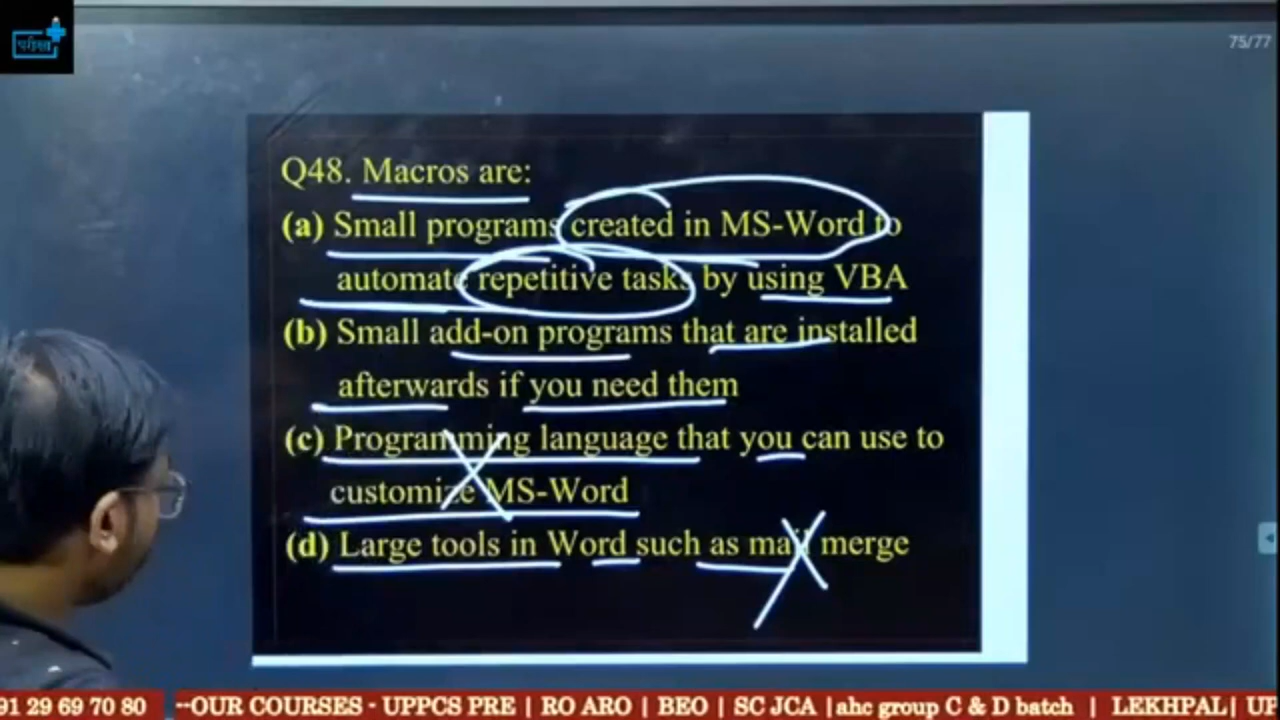 परीक्षा
75/77
Q48. Macros are:
(a) Small programs created in MS-Word to
automate repetitive tasks by using VBA
(b) Small add-on programs that are installed
afterwards if you need them
(c) Programming language that you can use to
customize MS-Word
(d) Large tools in Word such as mail merge
91 29 69 70 80 --OUR COURSES - UPPCS PRE | RO ARO | BEO | SC JCA |ahc group C & D batch | LEKHPAL| UP